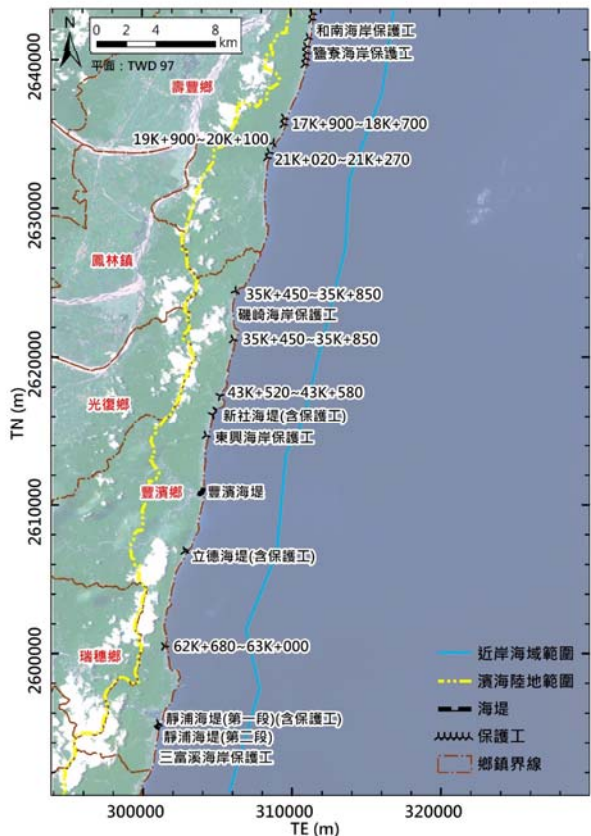 N
0 2 4 8
km
平面：TWD 97
和南海岸保護工
鹽寮海岸保護工
壽豐鄉
17K+900~18K+700
19K+900~20K+100
21K+020~21K+270
鳳林鎮
35K+450~35K+850
磯崎海岸保護工
35K+450~35K+850
光復鄉
43K+520~43K+580
新社海堤(含保護工)
東興海岸保護工
豐濱鄉
豐濱海堤
立德海堤(含保護工)
瑞穗鄉
62K+680~63K+000
靜浦海堤(第一段)(含保護工)
靜浦海堤(第二段)
三富溪海岸保護工
近岸海域範圍
濱海陸地範圍
海堤
保護工
鄉鎮界線
2640000
2630000
2620000
2610000
2600000
TN (m)
300000 310000 320000
TE (m)